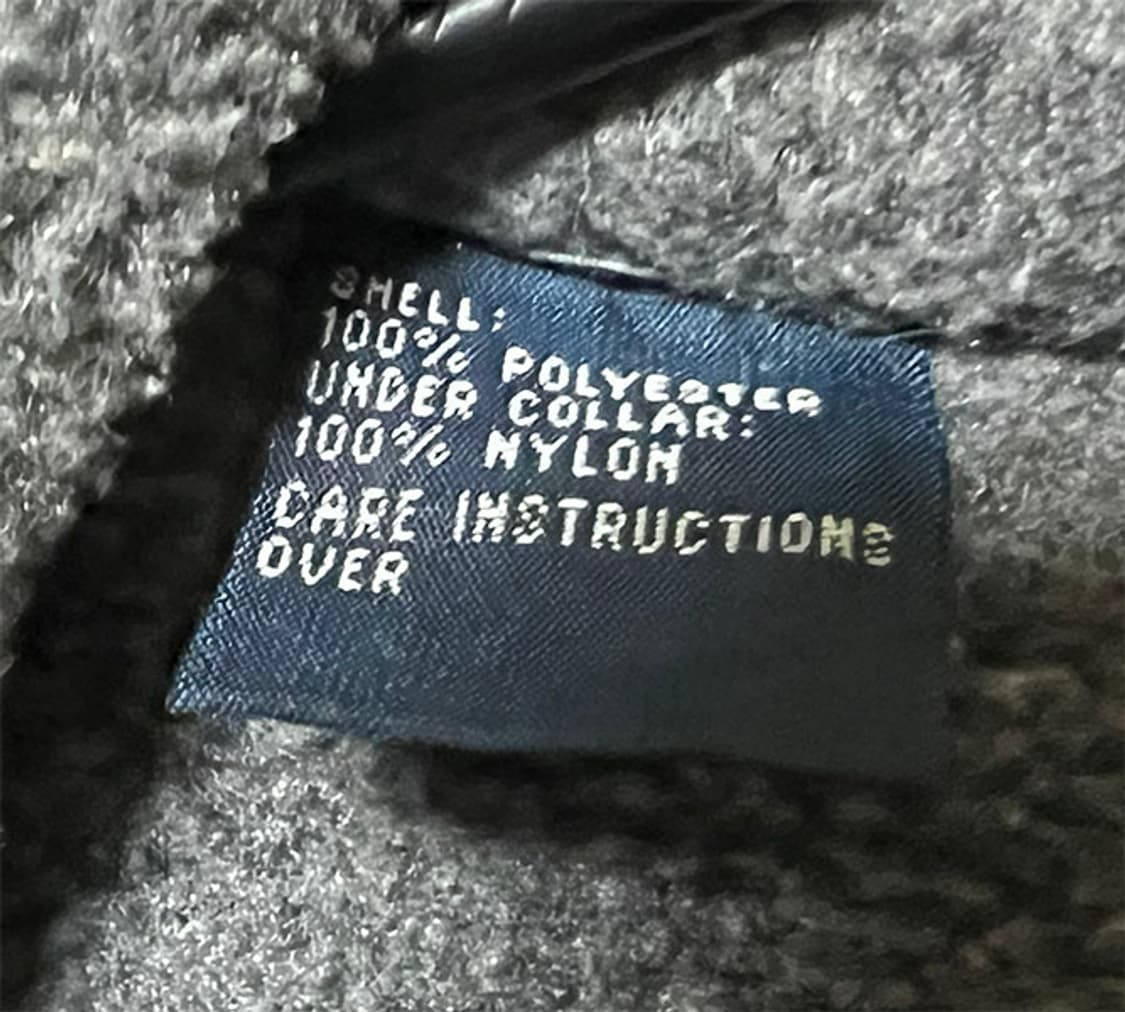 SHELL:
100% POLYESTER
UNDER COLLAR:
100% NYLON
CARE INSTRUCTIONS
OVER